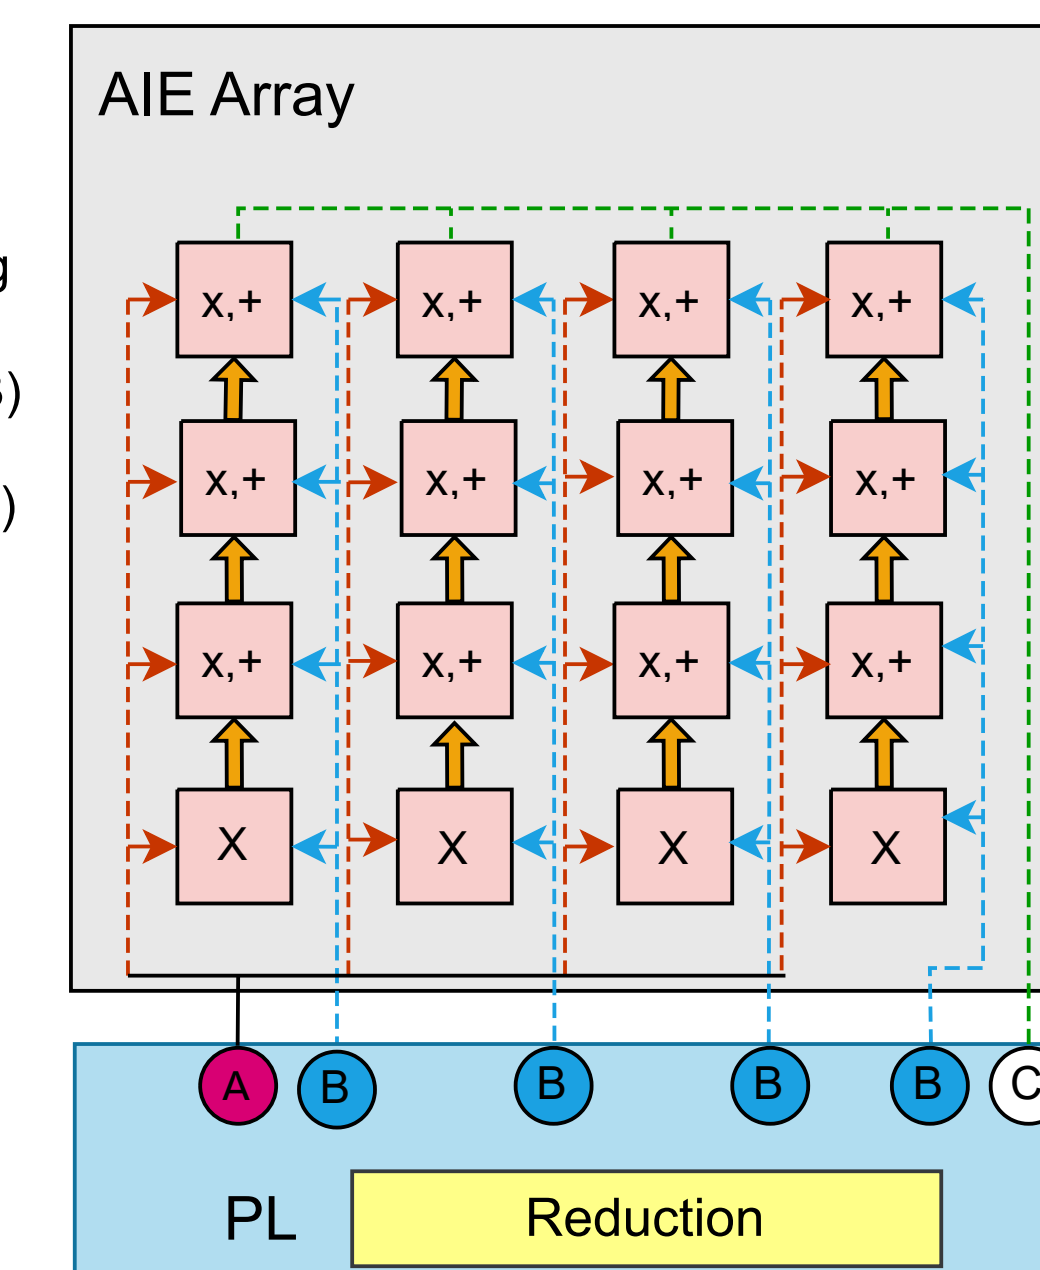 AIE Array
g
)
)
x,+ x,+ x,+ x,+
x,+ x,+ x,+ x,+
x,+ x,+ x,+ x,+
X X X X
A B B B B C
PL Reduction